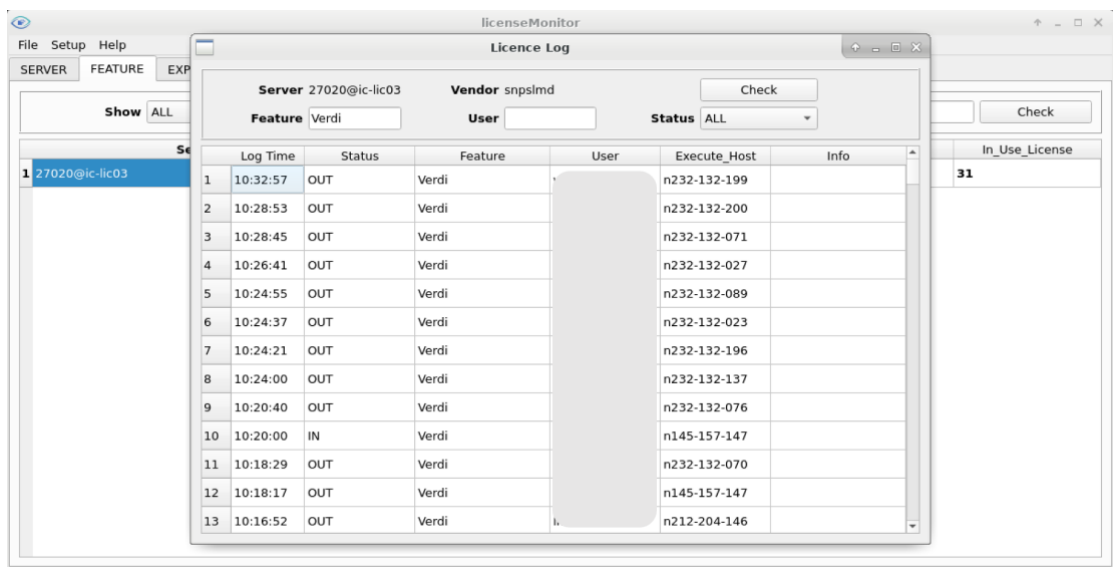 licenseMonitor
File Setup Help
Licence Log
SERVER FEATURE EXP
Server 27020@ic-lic03 Vendor snpslmd Check
Show ALL Feature Verdi User Status ALL Check
Log Time Status Feature User Execute_Host Info In_Use_License
1 27020@ic-lic03 31
1 10:32:57 OUT Verdi n232-132-199
2 10:28:53 OUT Verdi n232-132-200
3 10:28:45 OUT Verdi n232-132-071
4 10:26:41 OUT Verdi n232-132-027
5 10:24:55 OUT Verdi n232-132-089
6 10:24:37 OUT Verdi n232-132-023
7 10:24:21 OUT Verdi n232-132-196
8 10:24:00 OUT Verdi n232-132-137
9 10:20:40 OUT Verdi n232-132-076
10 10:20:00 IN Verdi n145-157-147
11 10:18:29 OUT Verdi n232-132-070
12 10:18:17 OUT Verdi n145-157-147
13 10:16:52 OUT Verdi n212-204-146